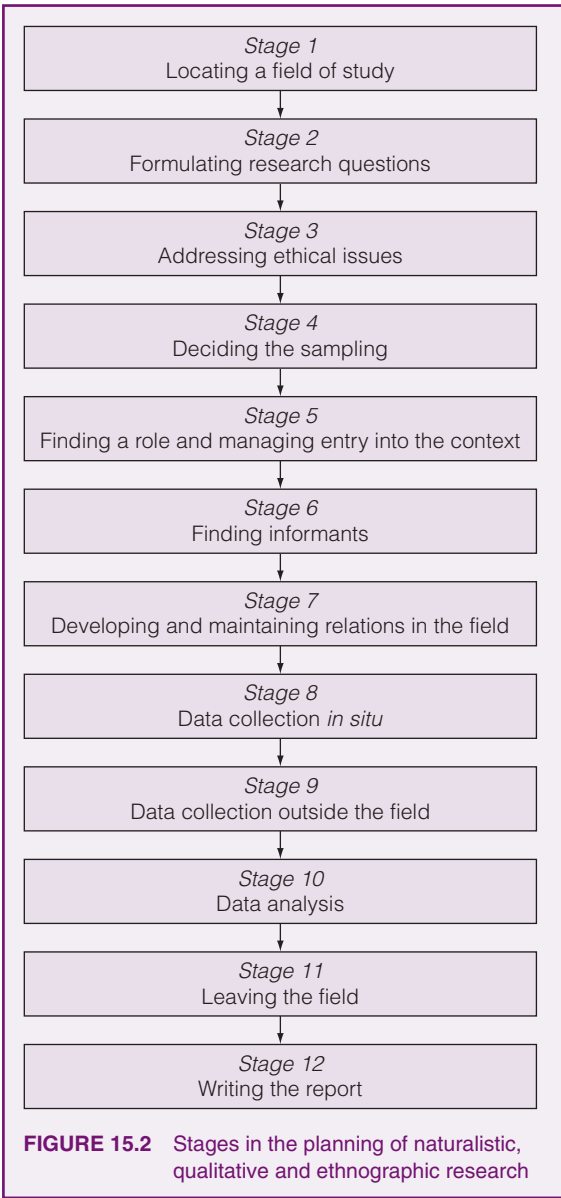 Stage 1
Locating a field of study
Stage 2
Formulating research questions
Stage 3
Addressing ethical issues
Stage 4
Deciding the sampling
Stage 5
Finding a role and managing entry into the context
Stage 6
Finding informants
Stage 7
Developing and maintaining relations in the field
Stage 8
Data collection in situ
Stage 9
Data collection outside the field
Stage 10
Data analysis
Stage 11
Leaving the field
Stage 12
Writing the report
FIGURE 15.2 Stages in the planning of naturalistic,
qualitative and ethnographic research